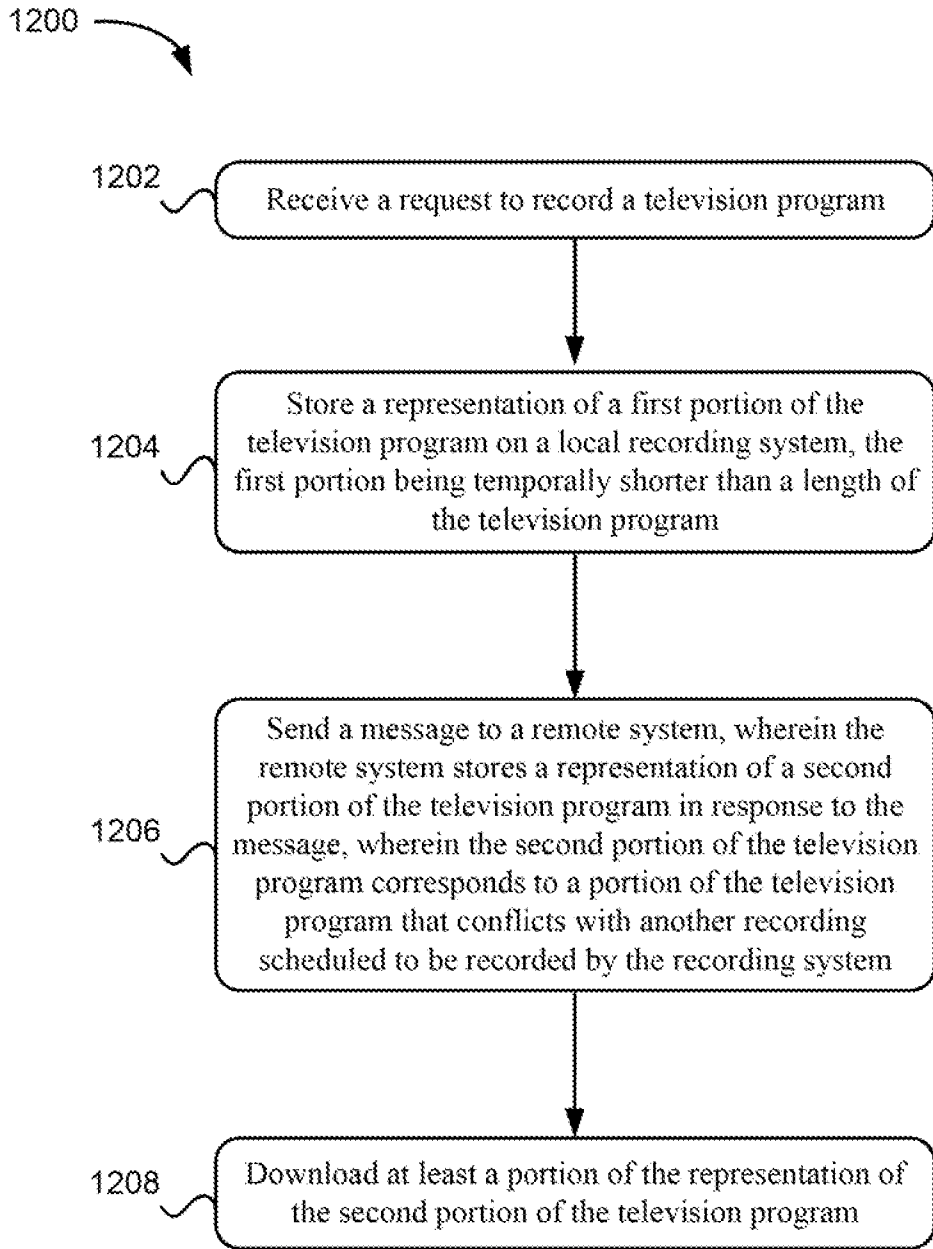 1200
1202
Receive a request to record a television program
1204
Store a representation of a first portion of the
television program on a local recording system, the
first portion being temporally shorter than a length of
the television program
1206
Send a message to a remote system, wherein the
remote system stores a representation of a second
portion of the television program in response to the
message, wherein the second portion of the television
program corresponds to a portion of the television
program that conflicts with another recording
scheduled to be recorded by the recording system
1208
Download at least a portion of the representation of
the second portion of the television program